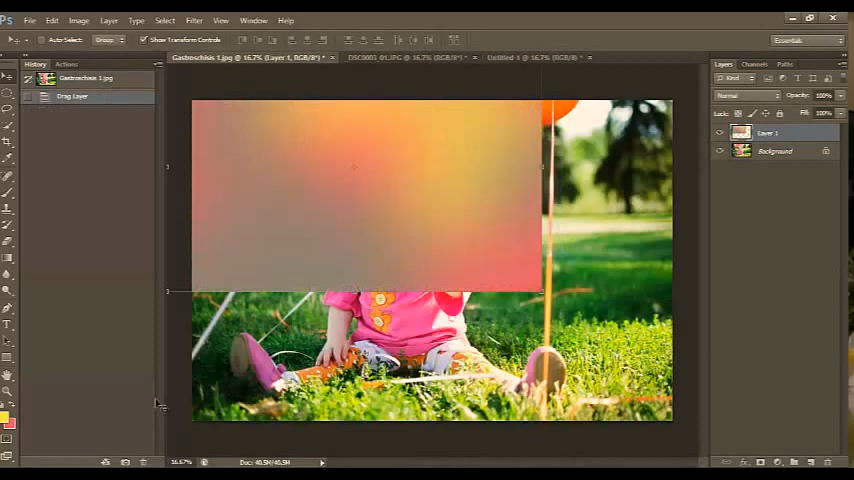 Ps File Edit Image Layer Type Select Filter 3D View Window Help
Auto-Select: Group Show Transform Controls Essentials
Gastroschisis 1.jpg @ 16.7% (Layer 1, RGB/8*) * DSC0093_01.JPG @ 16.7% (RGB/8*) * Untitled-1 @ 16.7% (RGB/8*) *
History Actions
Gastroschisis 1.jpg
Drag Layer
Layers Channels Paths
Kind
Normal Opacity: 100%
Lock: Fill: 100%
Layer 1
Background
16.67% Doc: 40.5M/40.5M